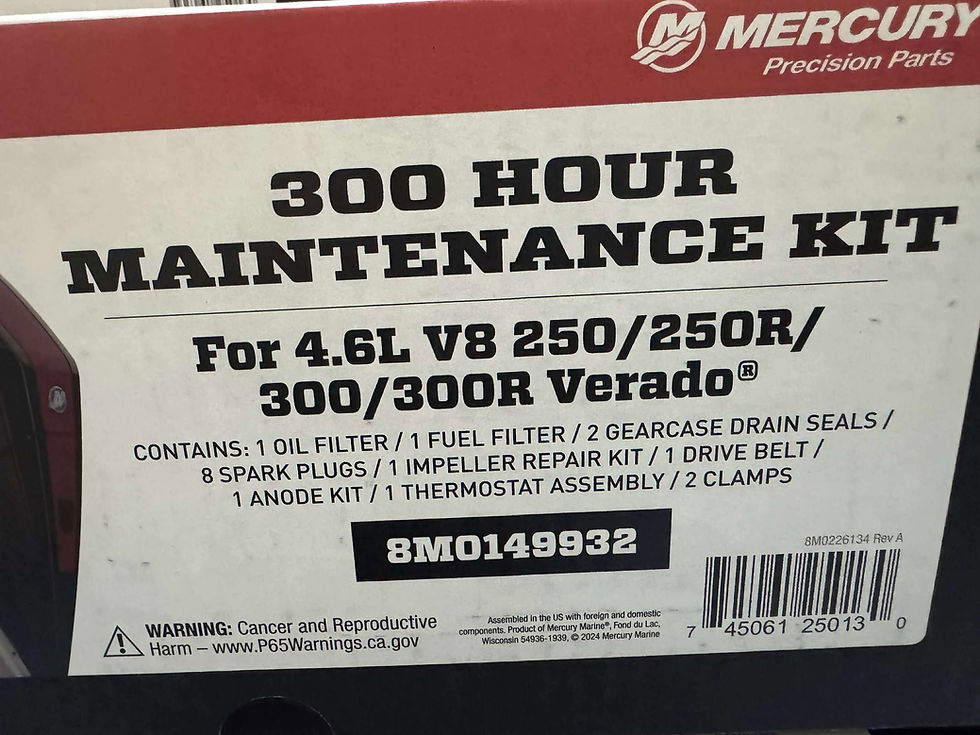 MERCURY
Precision Parts
300 HOUR
MAINTENANCE KIT
For 4.6L V8 250/250R/
300/300R Verado®
CONTAINS: 1 OIL FILTER / 1 FUEL FILTER / 2 GEARCASE DRAIN SEALS /
8 SPARK PLUGS / 1 IMPELLER REPAIR KIT / 1 DRIVE BELT /
1 ANODE KIT / 1 THERMOSTAT ASSEMBLY / 2 CLAMPS
8M0149932
8M0226134 Rev A
WARNING: Cancer and Reproductive
Harm – www.P65Warnings.ca.gov
Assembled in the US with foreign and domestic
components. Product of Mercury Marine®, Fond du Lac,
Wisconsin 54936-1939, © 2024 Mercury Marine
7 45061 25013 0